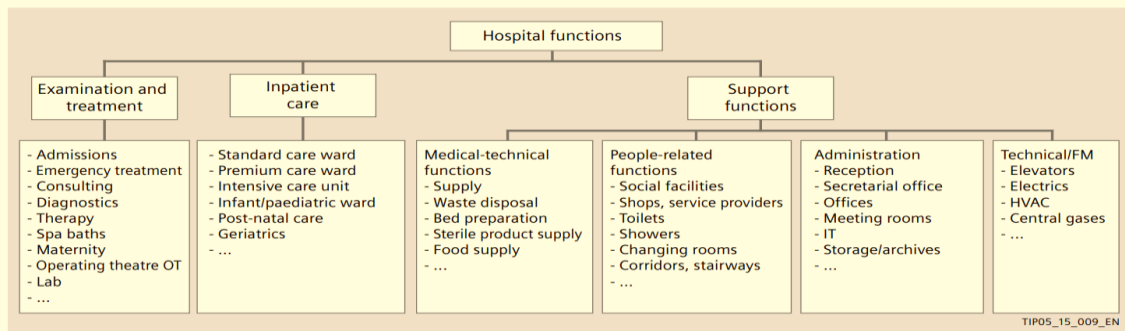 Hospital functions
Examination and
treatment
Inpatient
care
Support
functions
- Admissions
- Emergency treatment
- Consulting
- Diagnostics
- Therapy
- Spa baths
- Maternity
- Operating theatre OT
- Lab
- ...
- Standard care ward
- Premium care ward
- Intensive care unit
- Infant/paediatric ward
- Post-natal care
- Geriatrics
- ...
Medical-technical
functions
- Supply
- Waste disposal
- Bed preparation
- Sterile product supply
- Food supply
- ...
People-related
functions
- Social facilities
- Shops, service providers
- Toilets
- Showers
- Changing rooms
- Corridors, stairways
- ...
Administration
- Reception
- Secretarial office
- Offices
- Meeting rooms
- IT
- Storage/archives
- ...
Technical/FM
- Elevators
- Electrics
- HVAC
- Central gases
- ...
TIP05_15_009_EN